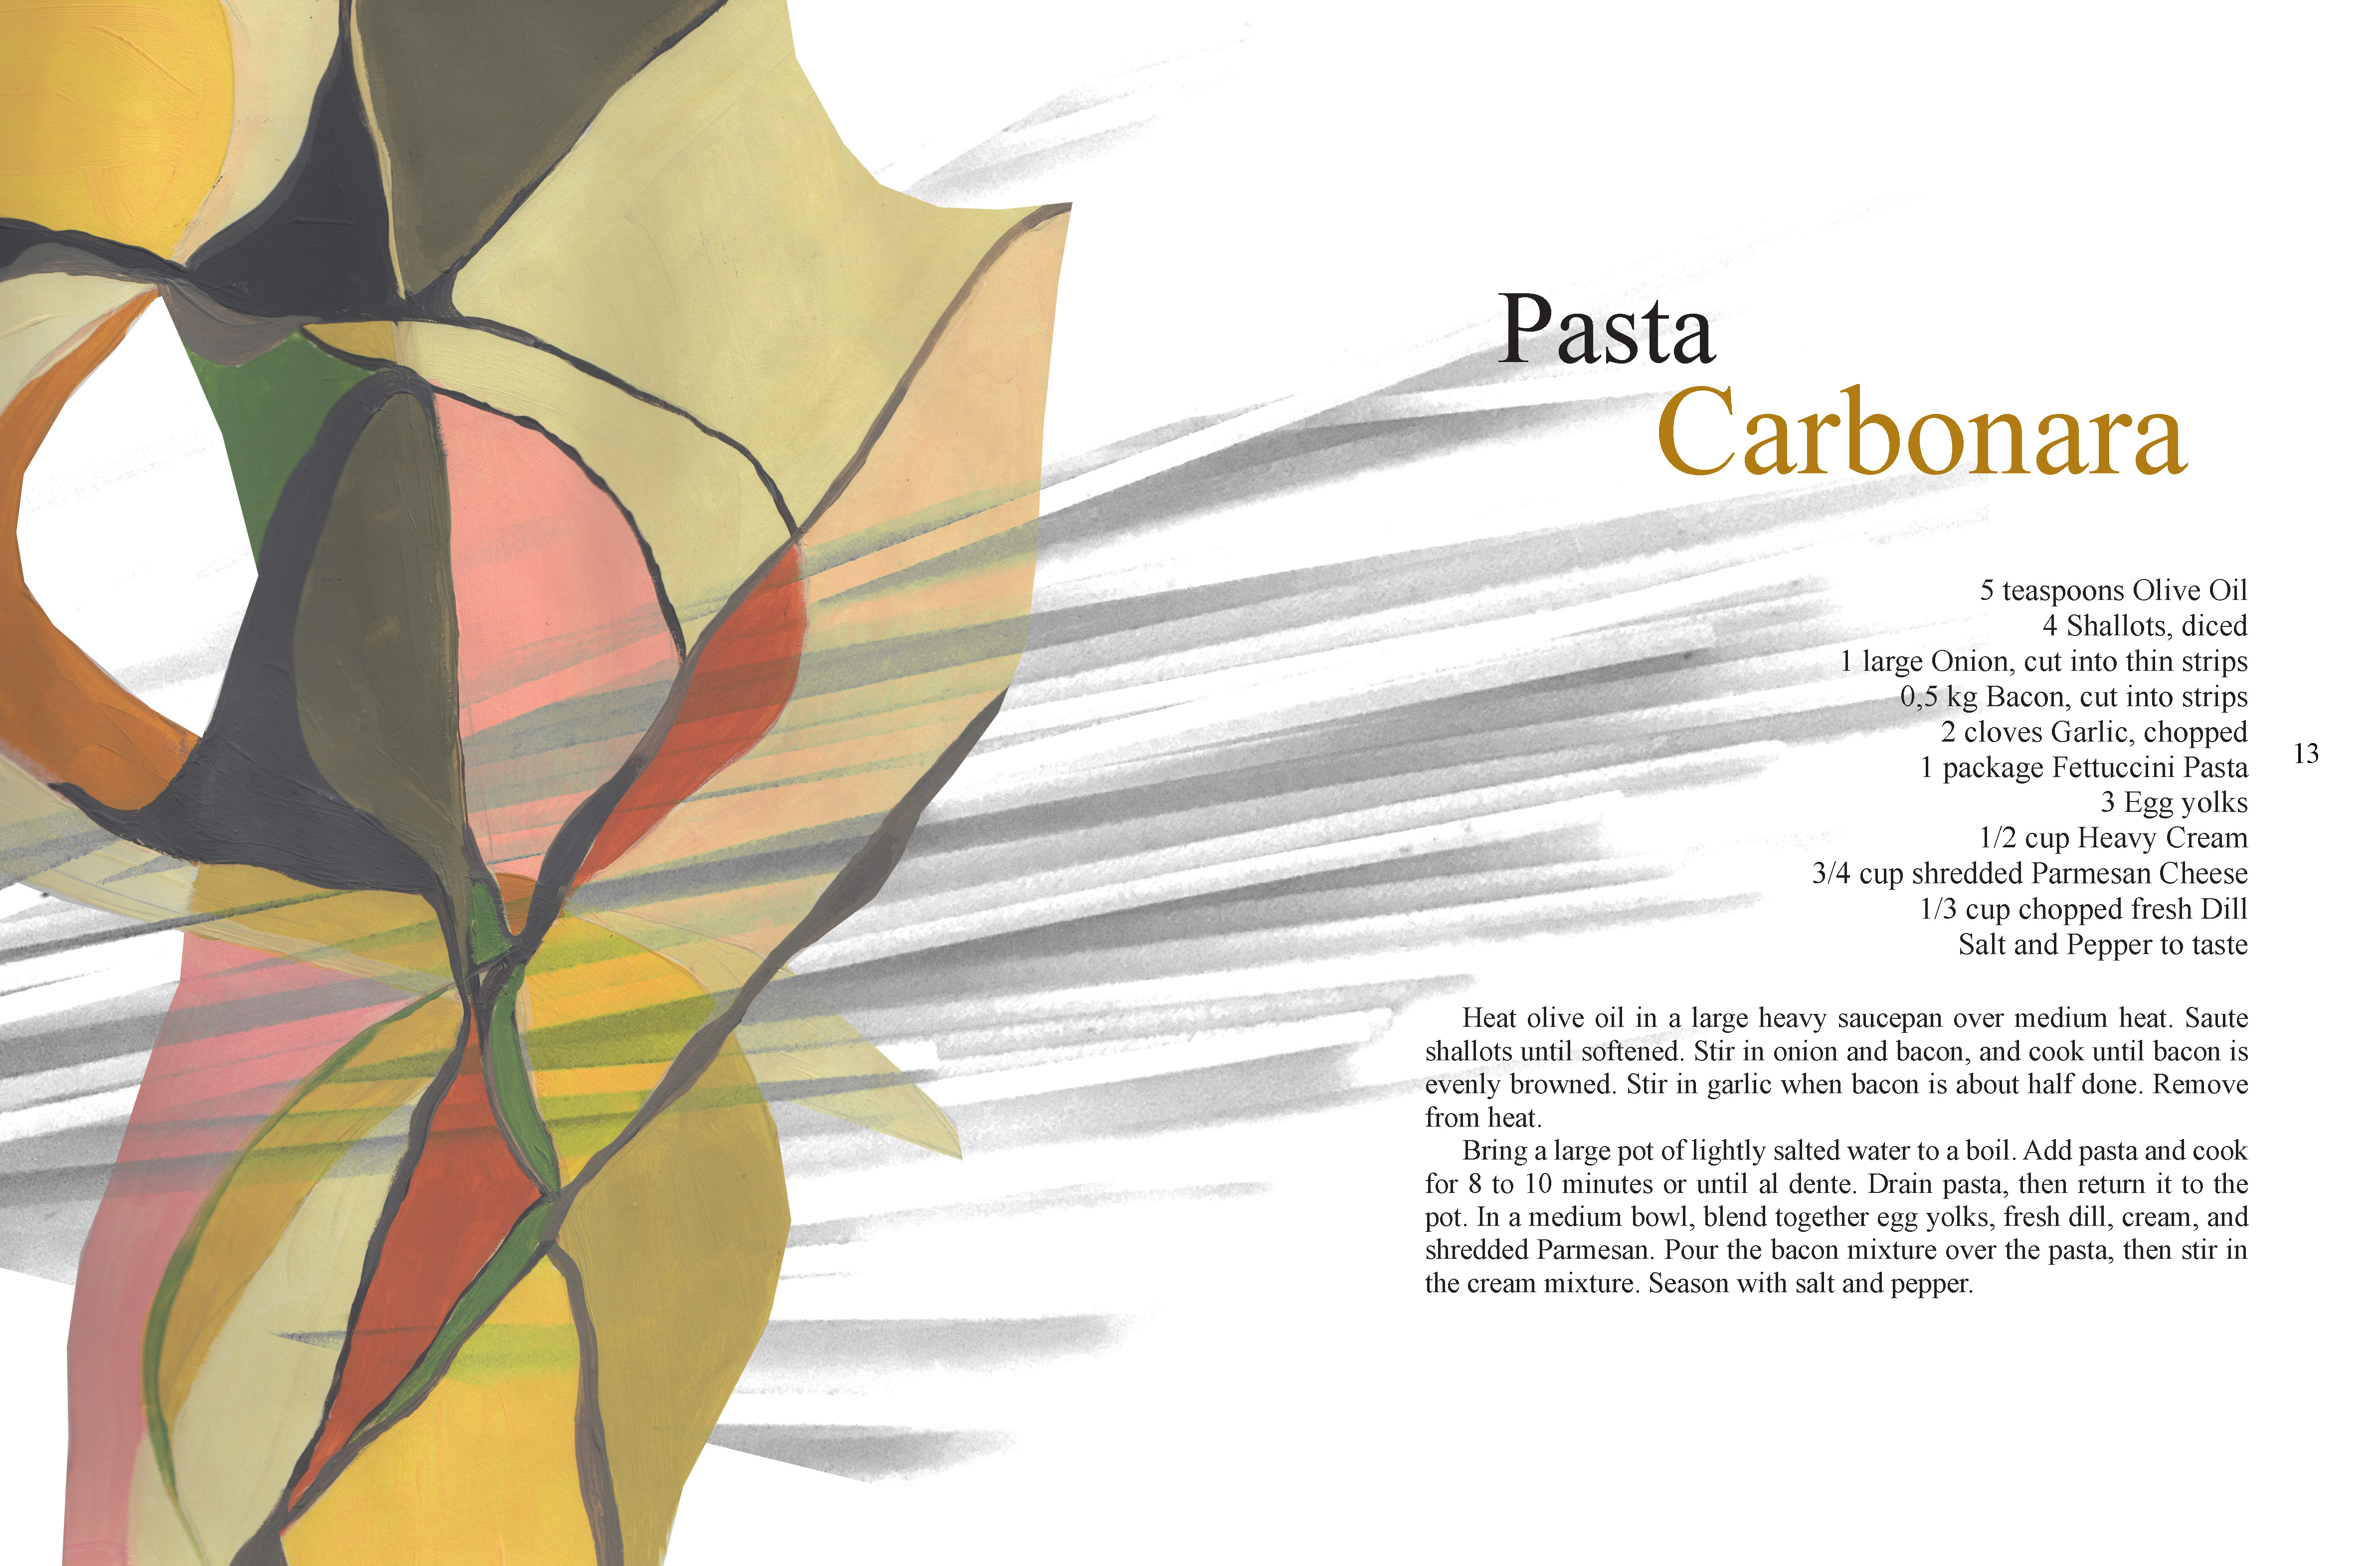 Pasta
Carbonara
5 teaspoons Olive Oil
4 Shallots, diced
1 large Onion, cut into thin strips
0,5 kg Bacon, cut into strips
2 cloves Garlic, chopped
1 package Fettuccini Pasta
3 Egg yolks
1/2 cup Heavy Cream
3/4 cup shredded Parmesan Cheese
1/3 cup chopped fresh Dill
Salt and Pepper to taste
13
Heat olive oil in a large heavy saucepan over medium heat. Saute
shallots until softened. Stir in onion and bacon, and cook until bacon is
evenly browned. Stir in garlic when bacon is about half done. Remove
from heat.
Bring a large pot of lightly salted water to a boil. Add pasta and cook
for 8 to 10 minutes or until al dente. Drain pasta, then return it to the
pot. In a medium bowl, blend together egg yolks, fresh dill, cream, and
shredded Parmesan. Pour the bacon mixture over the pasta, then stir in
the cream mixture. Season with salt and pepper.